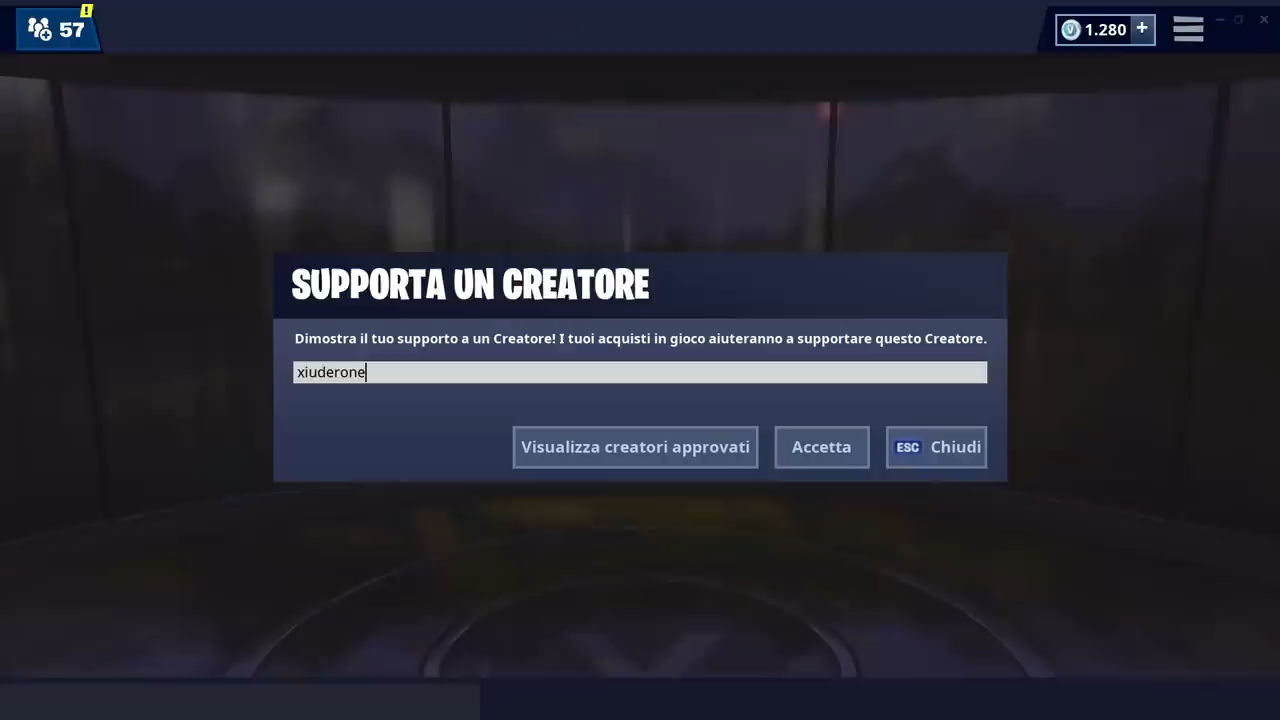 57
!
1.280 +
SUPPORTA UN CREATORE
Dimostra il tuo supporto a un Creatore! I tuoi acquisti in gioco aiuteranno a supportare questo Creatore.
xiuderone
Visualizza creatori approvati
Accetta
ESC Chiudi